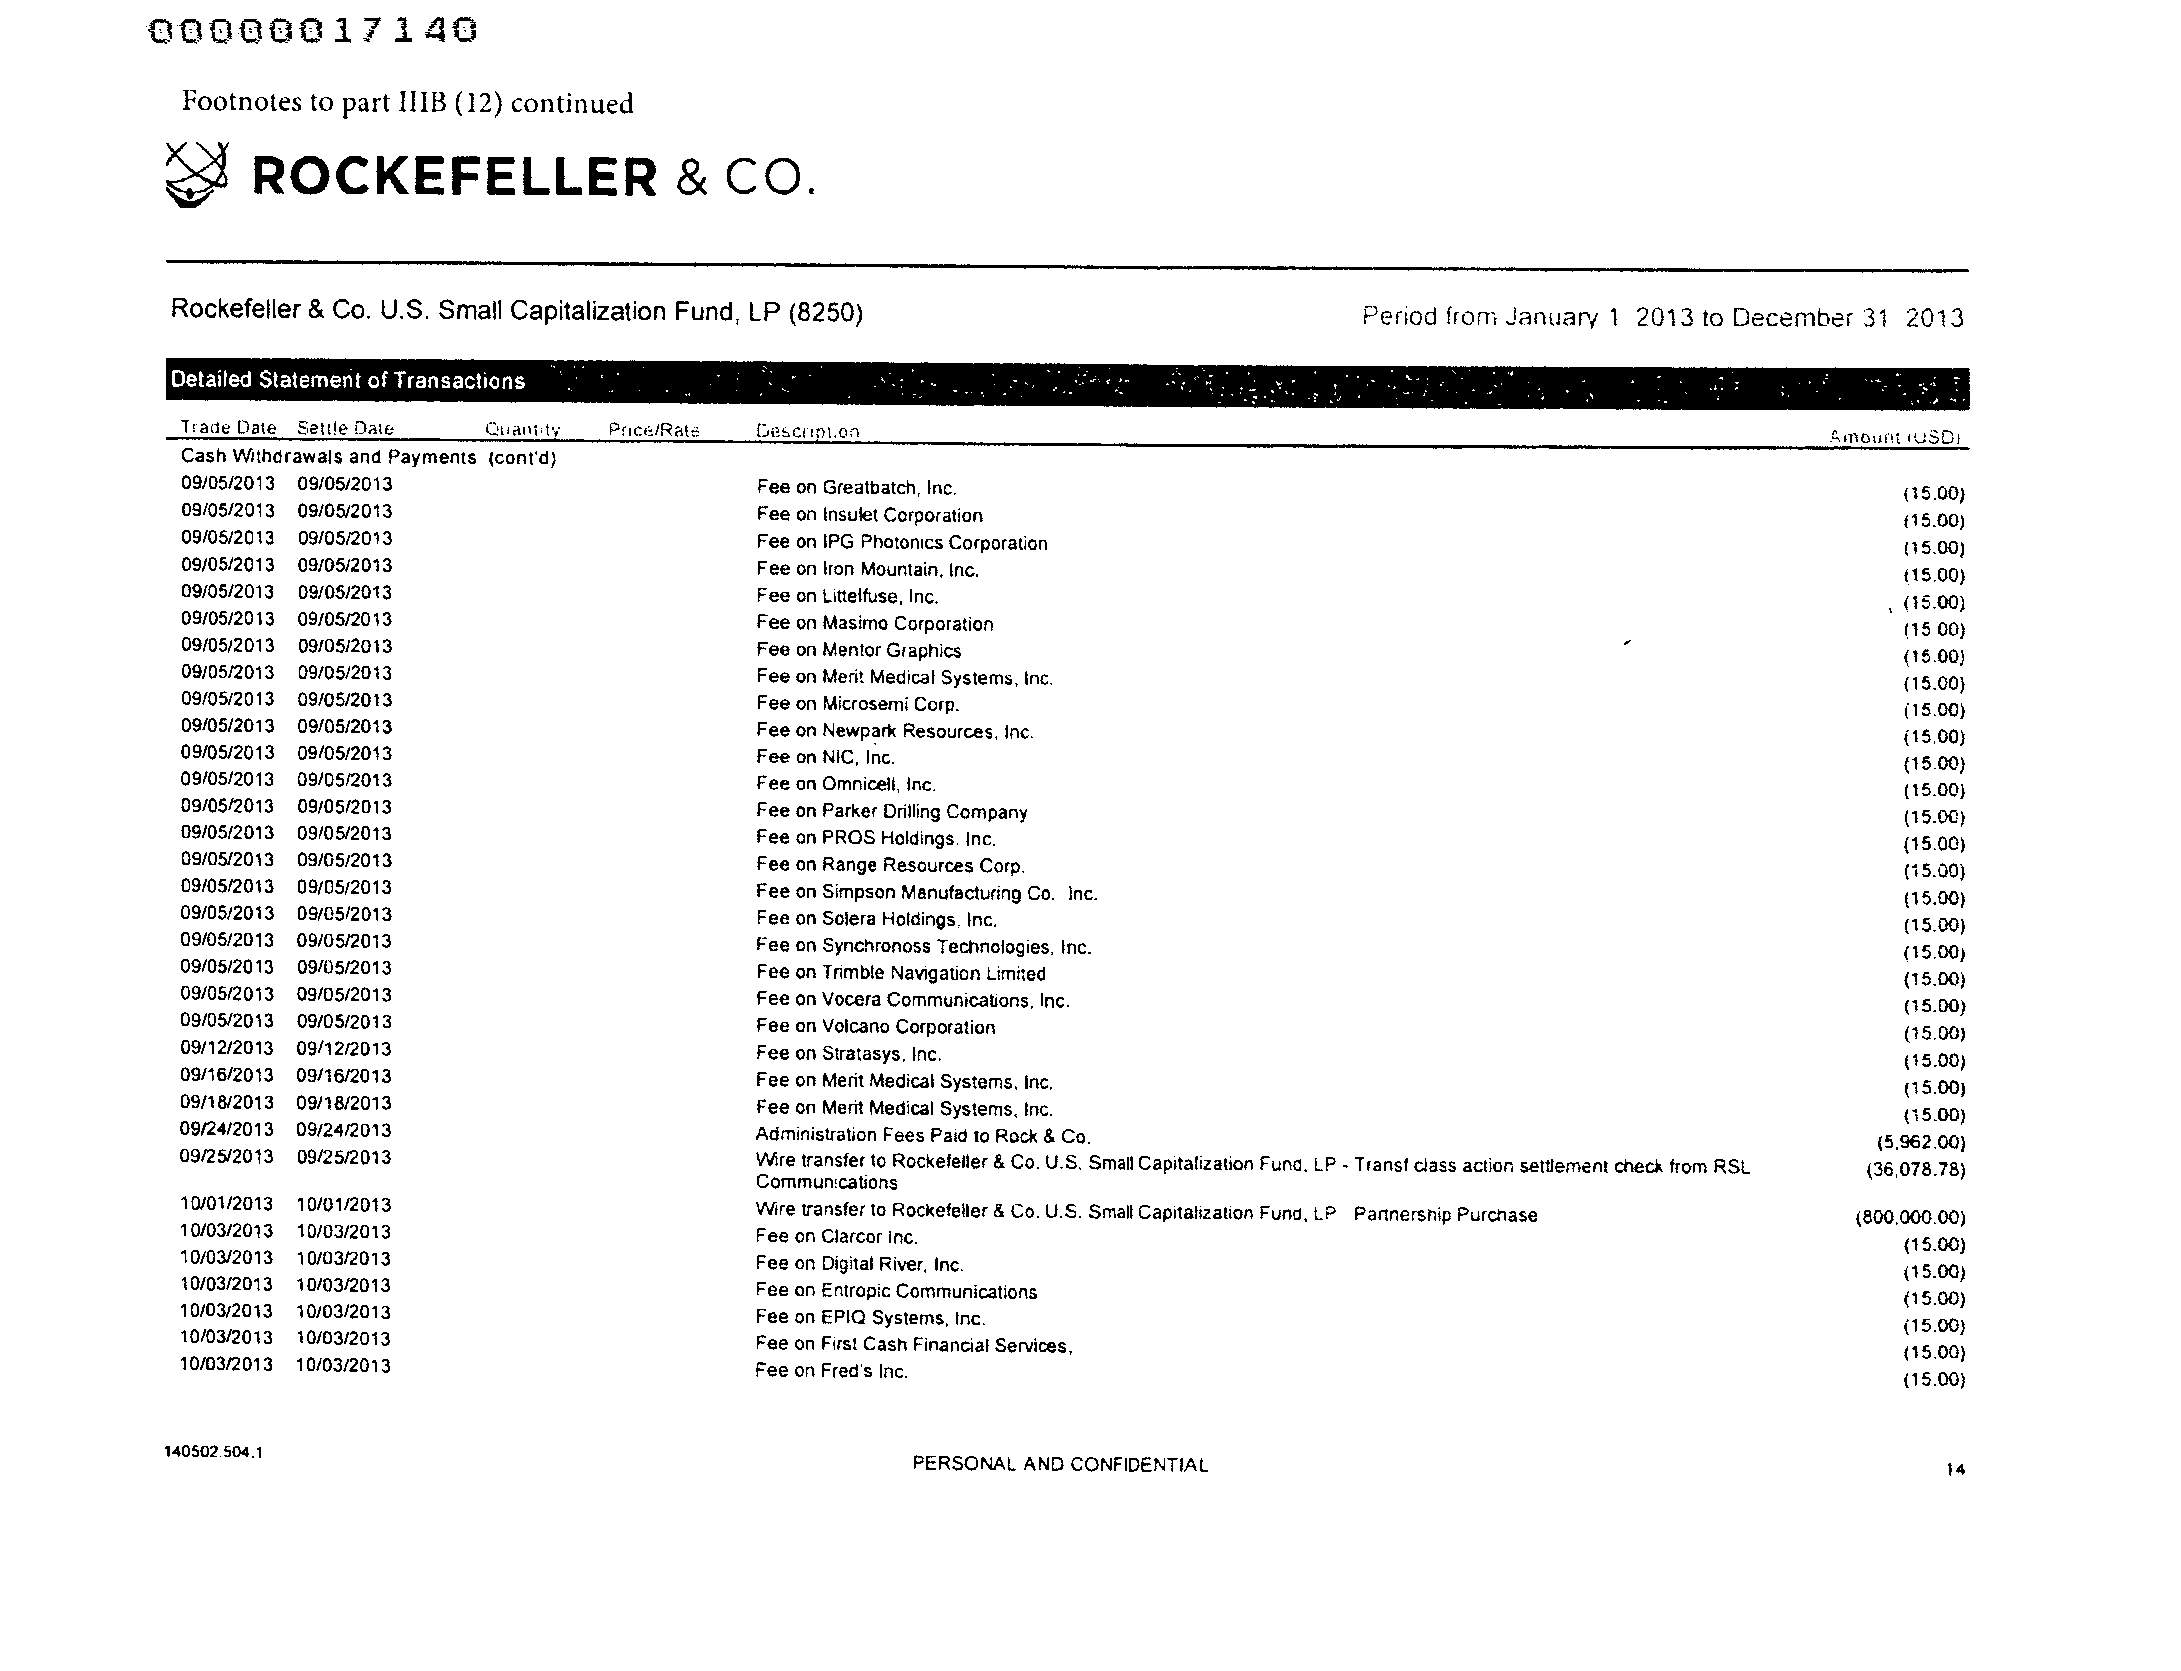 00000017140
Footnotes to part IIIB (12) continued
ROCKEFELLER & CO.
Rockefeller & Co. U.S. Small Capitalization Fund, LP (8250) Period from January 1 2013 to December 31 2013
Detailed Statement of Transactions
Trade Date Settle Date Quantity Price/Rate Description Amount (USD)
Cash Withdrawals and Payments (cont'd)
09/05/2013 09/05/2013 Fee on Greatbatch, Inc. (15.00)
09/05/2013 09/05/2013 Fee on Insulet Corporation (15.00)
09/05/2013 09/05/2013 Fee on IPG Photonics Corporation (15.00)
09/05/2013 09/05/2013 Fee on Iron Mountain, Inc. (15.00)
09/05/2013 09/05/2013 Fee on Littelfuse, Inc. (15.00)
09/05/2013 09/05/2013 Fee on Masimo Corporation (15 00)
09/05/2013 09/05/2013 Fee on Mentor Graphics (15.00)
09/05/2013 09/05/2013 Fee on Merit Medical Systems, Inc. (15.00)
09/05/2013 09/05/2013 Fee on Microsemi Corp. (15.00)
09/05/2013 09/05/2013 Fee on Newpark Resources, Inc. (15.00)
09/05/2013 09/05/2013 Fee on NIC, Inc. (15.00)
09/05/2013 09/05/2013 Fee on Omnicell, Inc. (15.00)
09/05/2013 09/05/2013 Fee on Parker Drilling Company (15.00)
09/05/2013 09/05/2013 Fee on PROS Holdings. Inc. (15.00)
09/05/2013 09/05/2013 Fee on Range Resources Corp. (15.00)
09/05/2013 09/05/2013 Fee on Simpson Manufacturing Co. Inc. (15.00)
09/05/2013 09/05/2013 Fee on Solera Holdings, Inc. (15.00)
09/05/2013 09/05/2013 Fee on Synchronoss Technologies, Inc. (15.00)
09/05/2013 09/05/2013 Fee on Trimble Navigation Limited (15.00)
09/05/2013 09/05/2013 Fee on Vocera Communications, Inc. (15.00)
09/05/2013 09/05/2013 Fee on Volcano Corporation (15.00)
09/12/2013 09/12/2013 Fee on Stratasys, Inc. (15.00)
09/16/2013 09/16/2013 Fee on Merit Medical Systems, Inc. (15.00)
09/18/2013 09/18/2013 Fee on Merit Medical Systems, Inc. (15.00)
09/24/2013 09/24/2013 Administration Fees Paid to Rock & Co. (5,962.00)
09/25/2013 09/25/2013 Wire transfer to Rockefeller & Co. U.S. Small Capitalization Fund, LP - Transf class action settlement check from RSL (36,078.78)
Communications
10/01/2013 10/01/2013 Wire transfer to Rockefeller & Co. U.S. Small Capitalization Fund, LP Partnership Purchase (800,000.00)
10/03/2013 10/03/2013 Fee on Clarcor Inc. (15.00)
10/03/2013 10/03/2013 Fee on Digital River, Inc. (15.00)
10/03/2013 10/03/2013 Fee on Entropic Communications (15.00)
10/03/2013 10/03/2013 Fee on EPIQ Systems, Inc. (15.00)
10/03/2013 10/03/2013 Fee on First Cash Financial Services, (15.00)
10/03/2013 10/03/2013 Fee on Fred's Inc. (15.00)
140502.504.1 PERSONAL AND CONFIDENTIAL 14